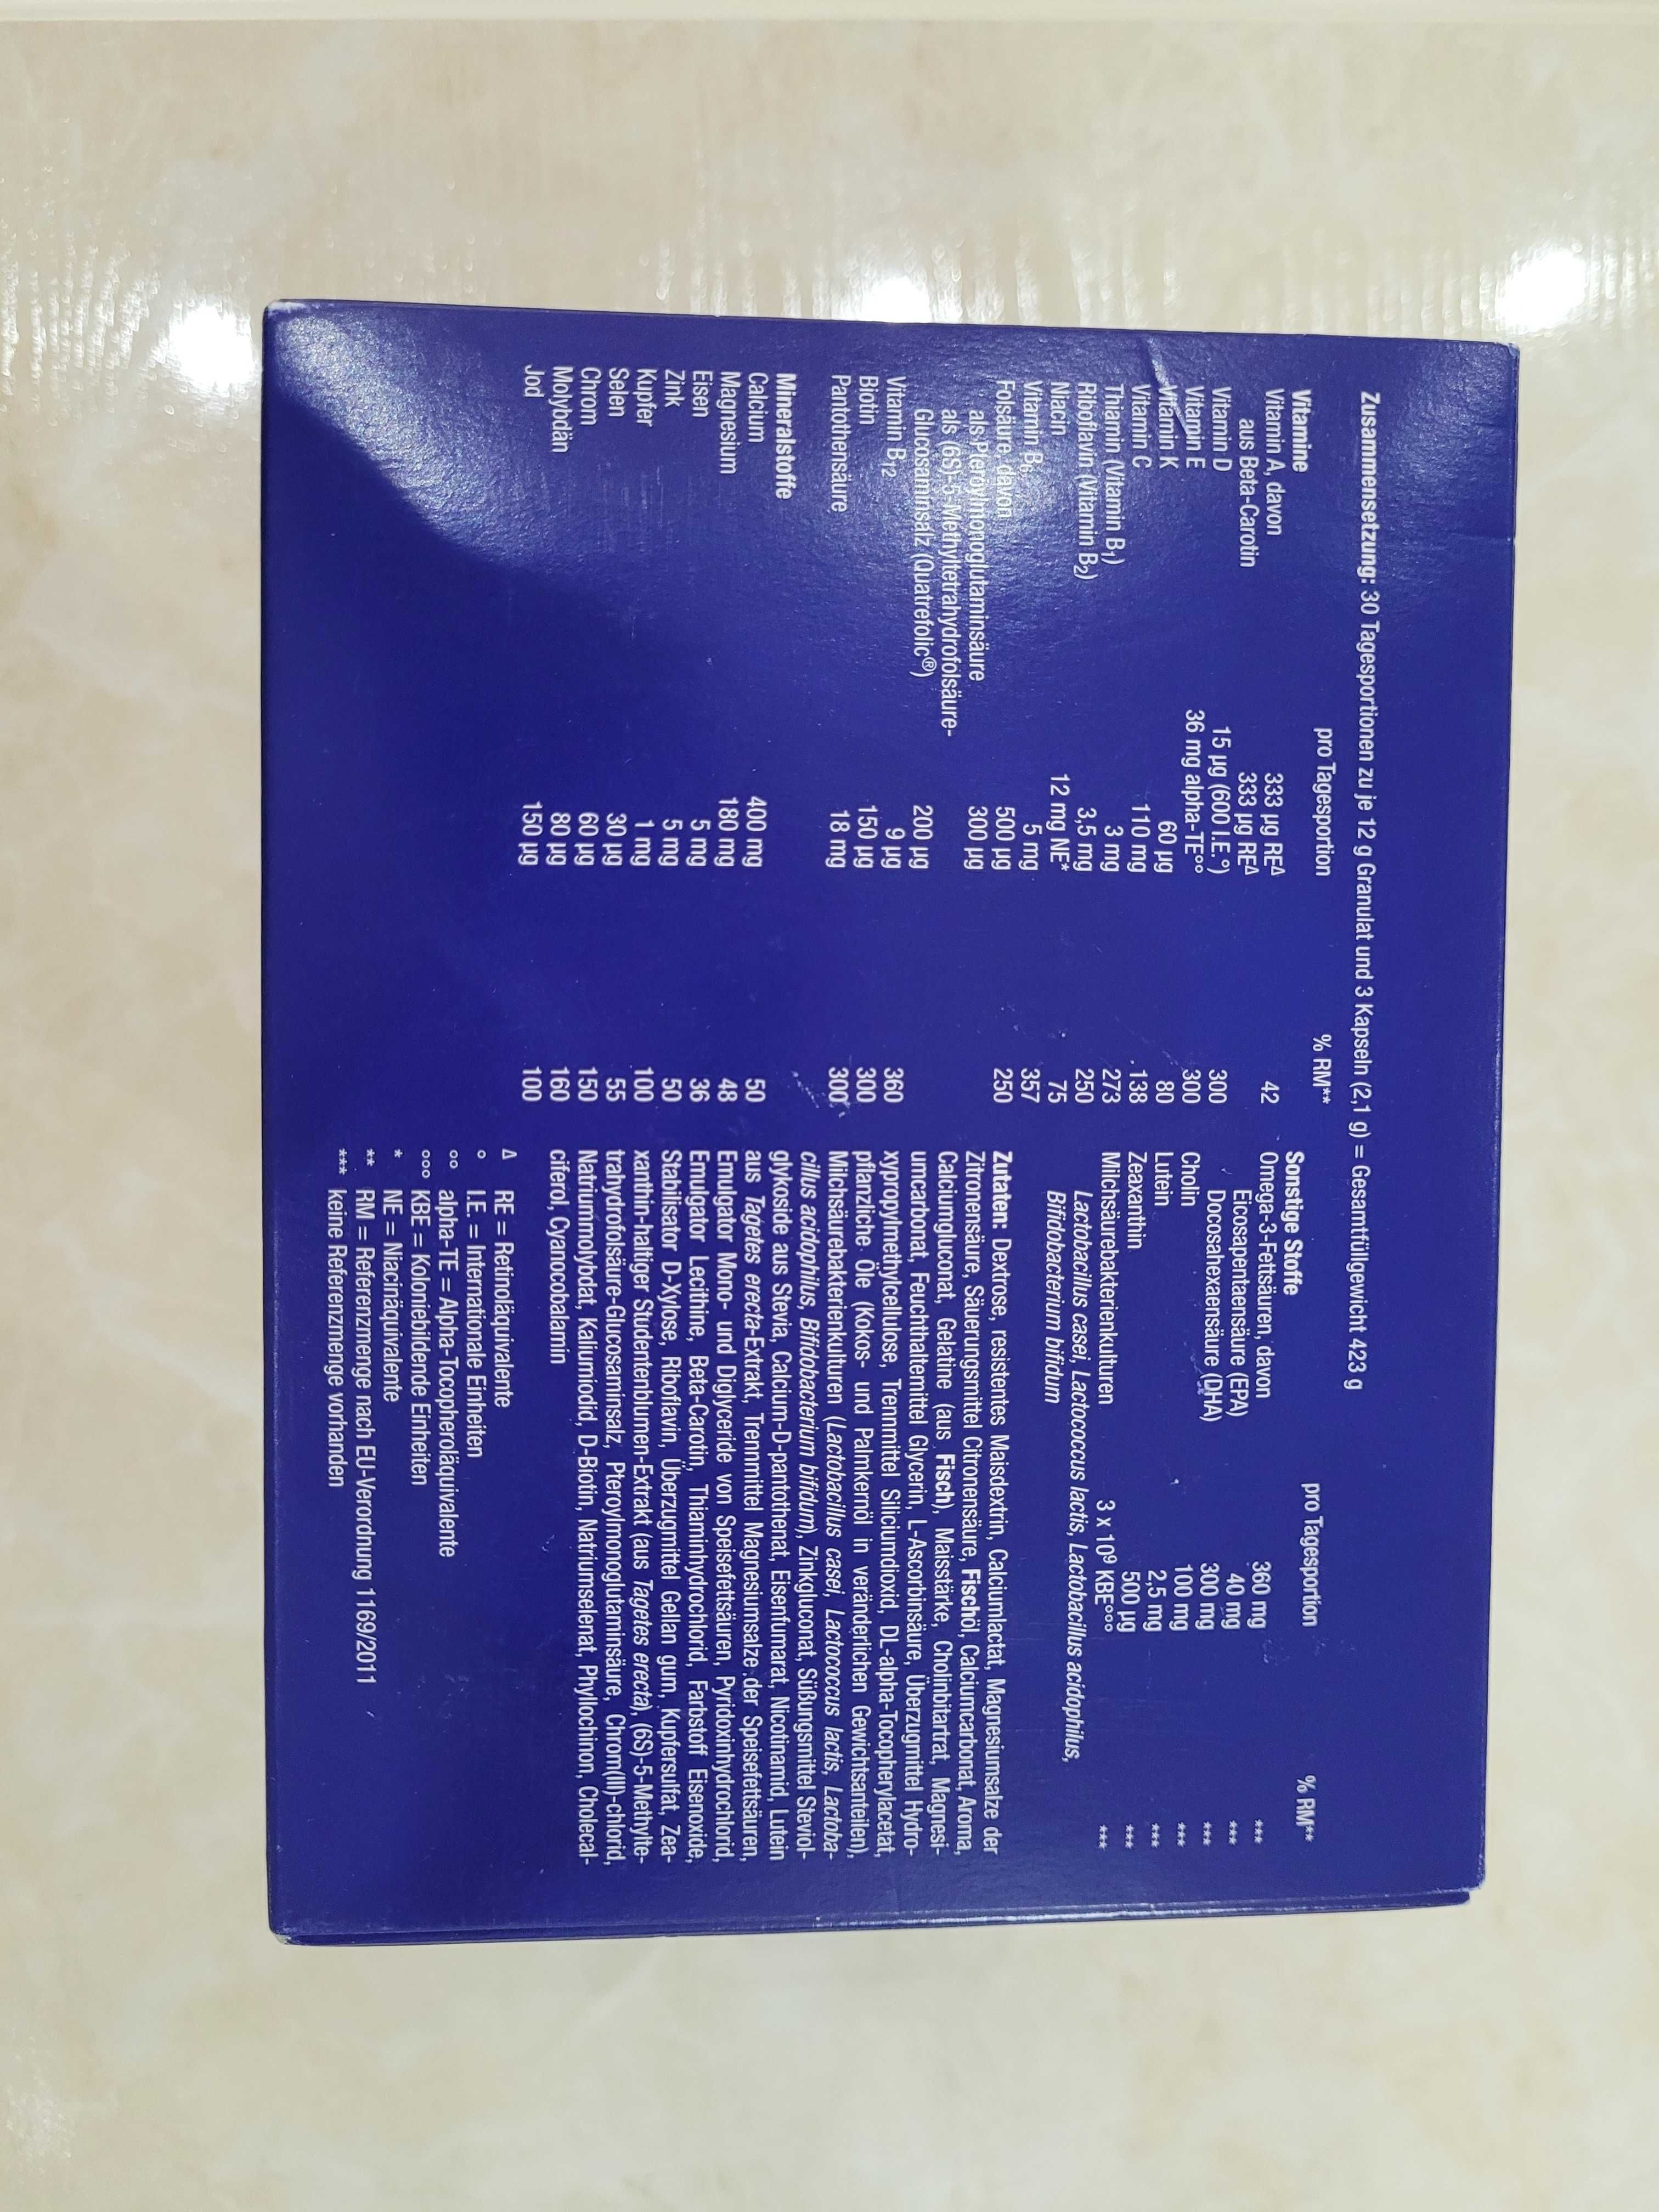 Zusammensetzung: 30 Tagesportionen zu je 12 g Granulat und 3 Kapseln (2,1 g) = Gesamtfüllgewicht 423 g
pro Tagesportion % RM**
Vitamine
Vitamin A, davon 333 µg REΔ 42
aus Beta-Carotin 333 µg REΔ
Vitamin D 15 µg (600 I.E.°) 300
Vitamin E 36 mg alpha-TE°° 300
Vitamin K 60 µg 80
Vitamin C 110 mg 138
Thiamin (Vitamin B1) 3 mg 273
Riboflavin (Vitamin B2) 3,5 mg 250
Niacin 12 mg NE* 75
Vitamin B6 5 mg 357
Folsäure, davon 500 µg 250
als Pteroylmonoglutaminsäure 300 µg
als (6S)-5-Methyltetrahydrofolsäure-
Glucosaminsalz (Quatrefolic®) 200 µg
Vitamin B12 9 µg 360
Biotin 150 µg 300
Pantothensäure 18 mg 300
Mineralstoffe
Calcium 400 mg 50
Magnesium 180 mg 48
Eisen 5 mg 36
Zink 5 mg 50
Kupfer 1 mg 100
Selen 30 µg 55
Chrom 60 µg 150
Molybdän 80 µg 160
Jod 150 µg 100
pro Tagesportion % RM**
Sonstige Stoffe
Omega-3-Fettsäuren, davon 360 mg ***
Eicosapentaensäure (EPA) 40 mg ***
Docosahexaensäure (DHA) 300 mg ***
Cholin 100 mg ***
Lutein 2,5 mg ***
Zeaxanthin 500 µg ***
Milchsäurebakterienkulturen 3 x 10⁹ KBE°°° ***
Lactobacillus casei, Lactococcus lactis, Lactobacillus acidophilus,
Bifidobacterium bifidum
Zutaten: Dextrose, resistentes Maisdextrin, Calciumlactat, Magnesiumsalze der
Zitronensäure, Säuerungsmittel Citronensäure, Fischöl, Calciumcarbonat, Aroma,
Calciumgluconat, Gelatine (aus Fisch), Maisstärke, Cholinbitartrat, Magnesi-
umcarbonat, Feuchthaltemittel Glycerin, L-Ascorbinsäure, Überzugmittel Hydro-
xypropylmethylcellulose, Trennmittel Siliciumdioxid, DL-alpha-Tocopherylacetat,
pflanzliche Öle (Kokos- und Palmkernöl in veränderlichen Gewichtsanteilen),
Milchsäurebakterienkulturen (Lactobacillus casei, Lactococcus lactis, Lactoba-
cillus acidophilus, Bifidobacterium bifidum), Zinkgluconat, Süßungsmittel Steviol-
glykoside aus Stevia, Calcium-D-pantothenat, Eisenfumarat, Nicotinamid, Lutein
aus Tagetes erecta-Extrakt, Trennmittel Magnesiumsalze der Speisefettsäuren,
Emulgator Mono- und Diglyceride von Speisefettsäuren, Pyridoxinhydrochlorid,
Emulgator Lecithine, Beta-Carotin, Thiaminhydrochlorid, Farbstoff Eisenoxide,
Stabilisator D-Xylose, Riboflavin, Überzugmittel Gellan gum, Kupfersulfat, Zea-
xanthin-haltiger Studentenblumen-Extrakt (aus Tagetes erecta), (6S)-5-Methylte-
trahydrofolsäure-Glucosaminsalz, Pteroylmonoglutaminsäure, Chrom(III)-chlorid,
Natriummolybdat, Kaliumiodid, D-Biotin, Natriumselenat, Phyllochinon, Cholecal-
ciferol, Cyanocobalamin
Δ RE = Retinoläquivalente
° I.E. = Internationale Einheiten
°° alpha-TE = Alpha-Tocopheroläquivalente
°°° KBE = Koloniebildende Einheiten
* NE = Niacinäquivalente
** RM = Referenzmenge nach EU-Verordnung 1169/2011
*** keine Referenzmenge vorhanden